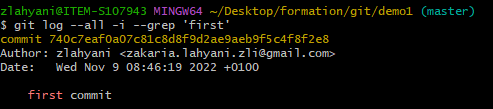 zlahyani@ITEM-S107943 MINGW64 ~/Desktop/formation/git/demo1 (master)
$ git log --all -i --grep 'first'
commit 740c7eaf0a07c81c8d8f9d2ae9aeb9f5c4f8f2e8
Author: zlahyani <zakaria.lahyani.zli@gmail.com>
Date:   Wed Nov 9 08:46:19 2022 +0100
    first commit